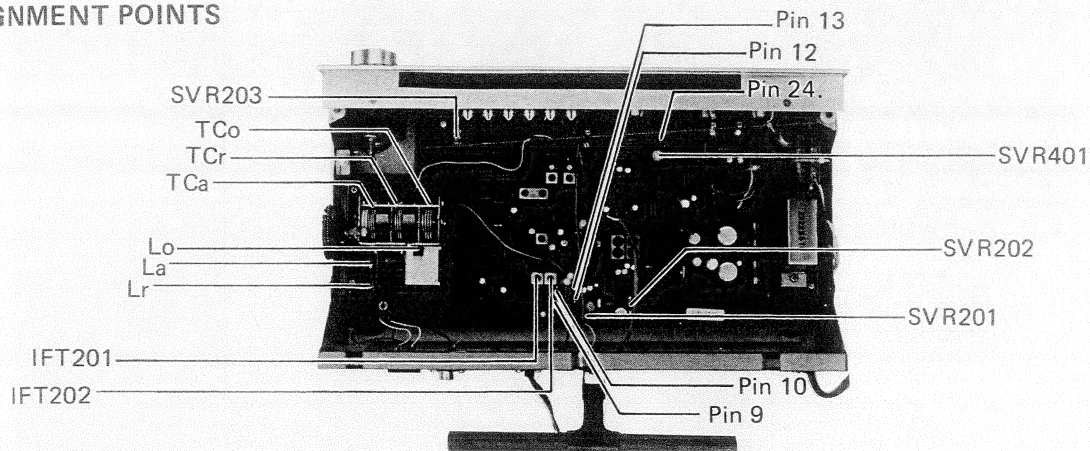 GNMENT POINTS
Pin 13
Pin 12
Pin 24.
SVR203
TCo
TCr
TCa
SVR401
Lo
La
Lr
SVR202
SVR201
IFT201
IFT202
Pin 10
Pin 9